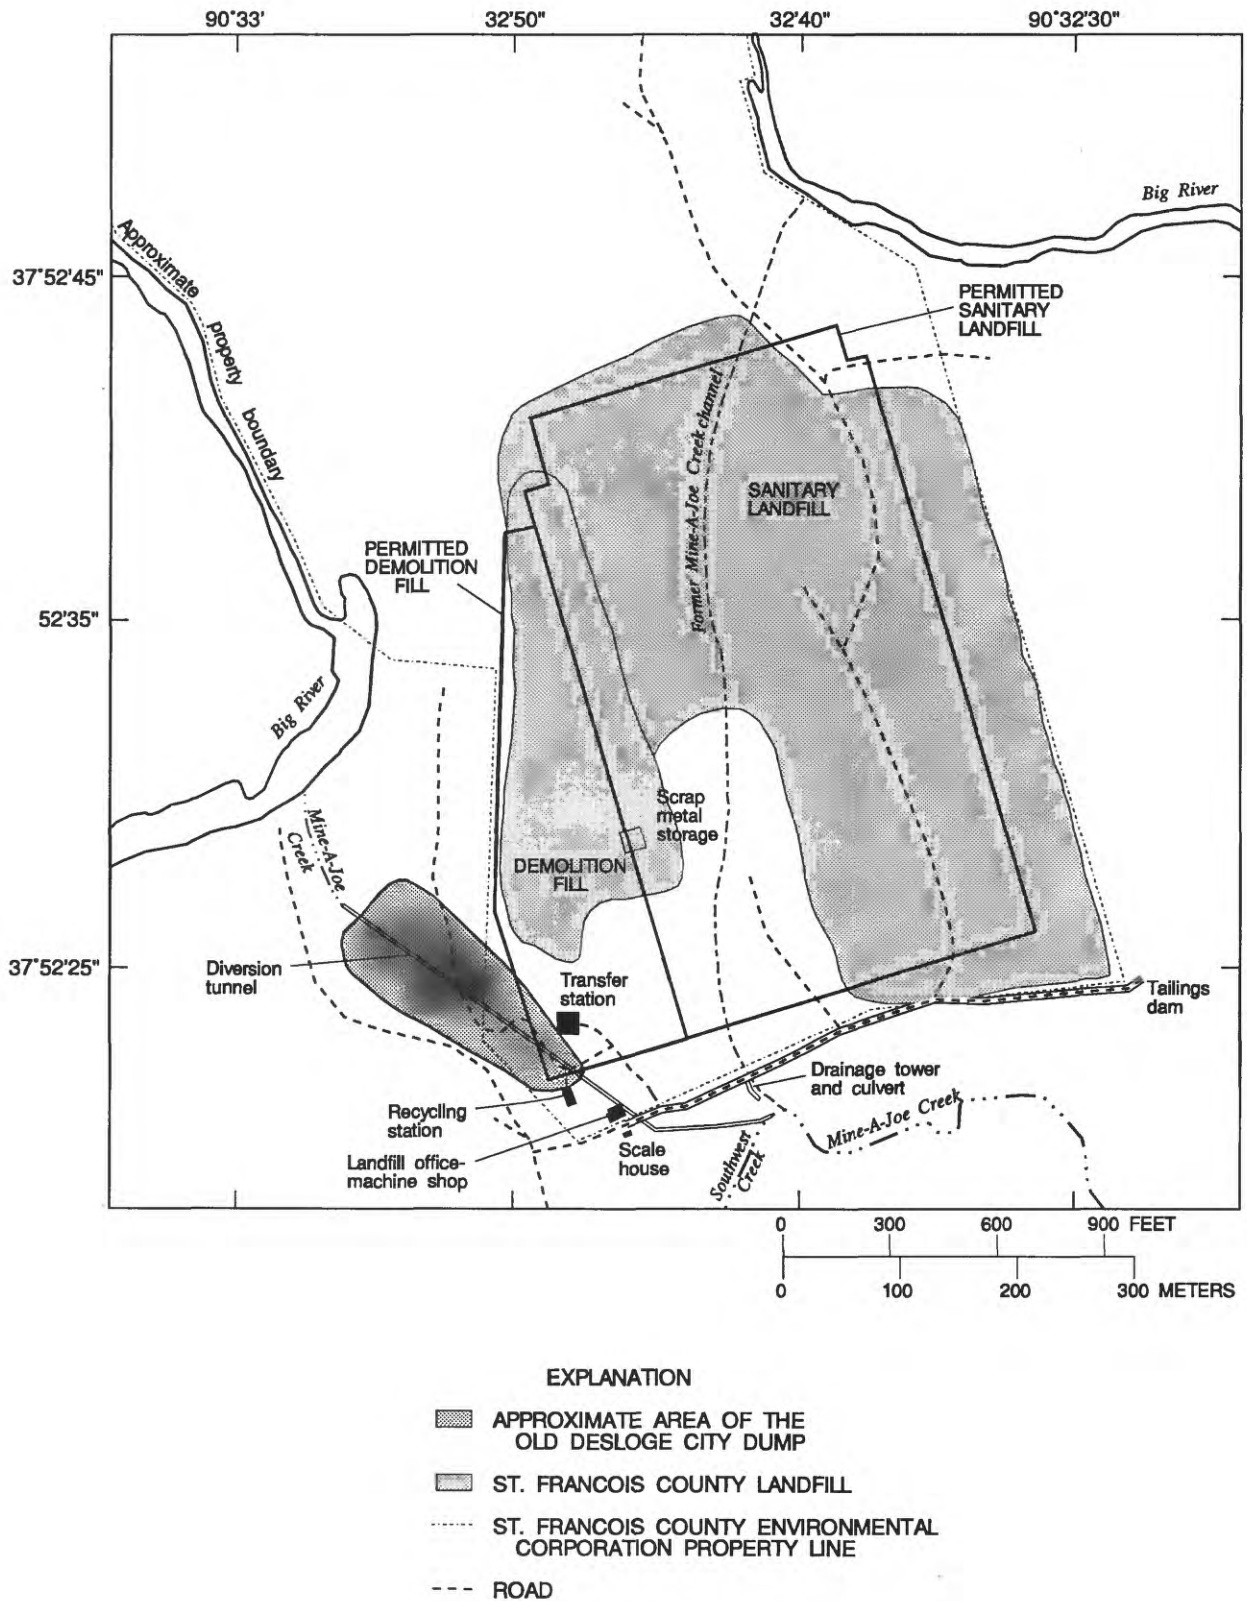 90°33'
32'50"
32'40"
90°32'30"
Big River
Approximate property boundary
37°52'45"
PERMITTED
SANITARY
LANDFILL
Former Mine-A-Joe Creek channel
SANITARY
LANDFILL
PERMITTED
DEMOLITION
FILL
52'35"
Big River
Scrap
metal
storage
Mine-A-Joe
Creek
DEMOLITION
FILL
37°52'25"
Diversion
tunnel
Transfer
station
Tailings
dam
Drainage tower
and culvert
Recycling
station
Mine-A-Joe Creek
Landfill office-
machine shop
Scale
house
Southwest
Creek
0 300 600 900 FEET
0 100 200 300 METERS
EXPLANATION
APPROXIMATE AREA OF THE
OLD DESLOGE CITY DUMP
ST. FRANCOIS COUNTY LANDFILL
ST. FRANCOIS COUNTY ENVIRONMENTAL
CORPORATION PROPERTY LINE
ROAD